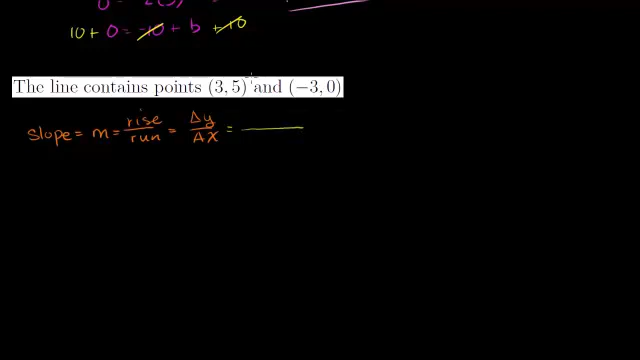 10 + 0 = -10 + b + 10
The line contains points (3, 5) and (−3, 0)
slope = m = rise/run = Δy/Δx =